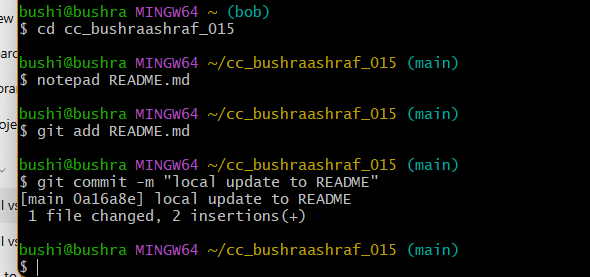 bushi@bushra MINGW64 ~ (bob)
$ cd cc_bushraashraf_015
bushi@bushra MINGW64 ~/cc_bushraashraf_015 (main)
$ notepad README.md
bushi@bushra MINGW64 ~/cc_bushraashraf_015 (main)
$ git add README.md
bushi@bushra MINGW64 ~/cc_bushraashraf_015 (main)
$ git commit -m "local update to README"
[main 0a16a8e] local update to README
 1 file changed, 2 insertions(+)
bushi@bushra MINGW64 ~/cc_bushraashraf_015 (main)
$